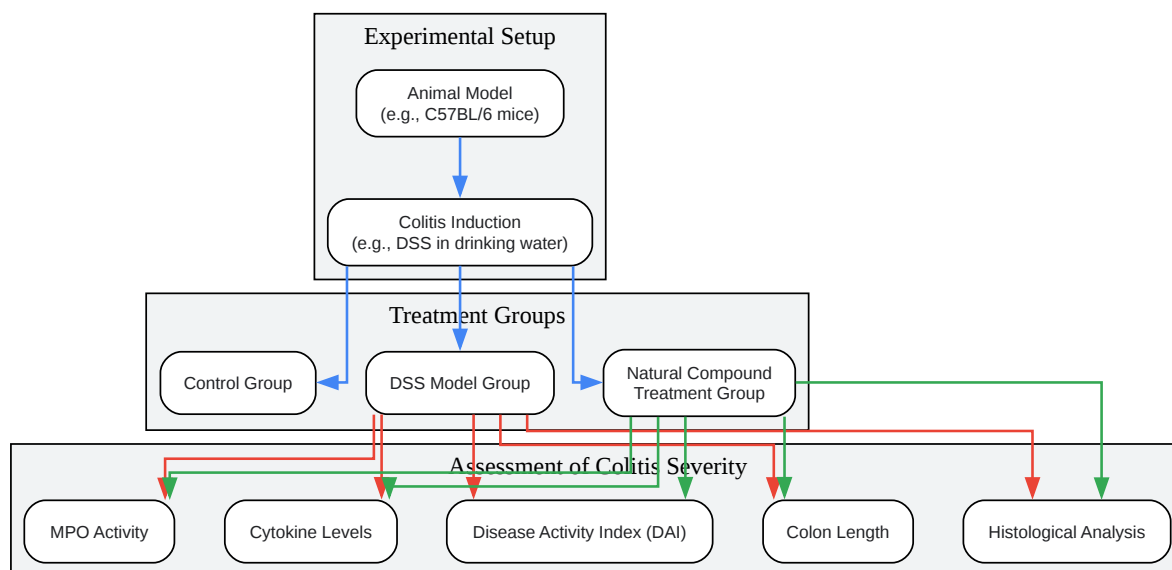 Experimental Setup
Animal Model
(e.g., C57BL/6 mice)
Colitis Induction
(e.g., DSS in drinking water)
Treatment Groups
Control Group
DSS Model Group
Natural Compound
Treatment Group
Assessment of Colitis Severity
MPO Activity
Cytokine Levels
Disease Activity Index (DAI)
Colon Length
Histological Analysis